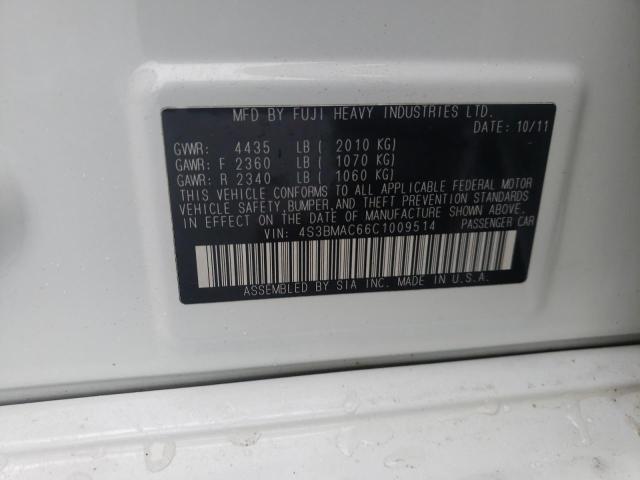 MFD BY FUJI HEAVY INDUSTRIES LTD.
DATE: 10/11
GVWR: 4435 LB ( 2010 KG)
GAWR: F 2360 LB ( 1070 KG)
GAWR: R 2340 LB ( 1060 KG)
THIS VEHICLE CONFORMS TO ALL APPLICABLE FEDERAL MOTOR
VEHICLE SAFETY, BUMPER, AND THEFT PREVENTION STANDARDS
IN EFFECT ON THE DATE OF MANUFACTURE SHOWN ABOVE.
VIN: 4S3BMAC66C1009514 PASSENGER CAR
ASSEMBLED BY SIA INC. MADE IN U.S.A.